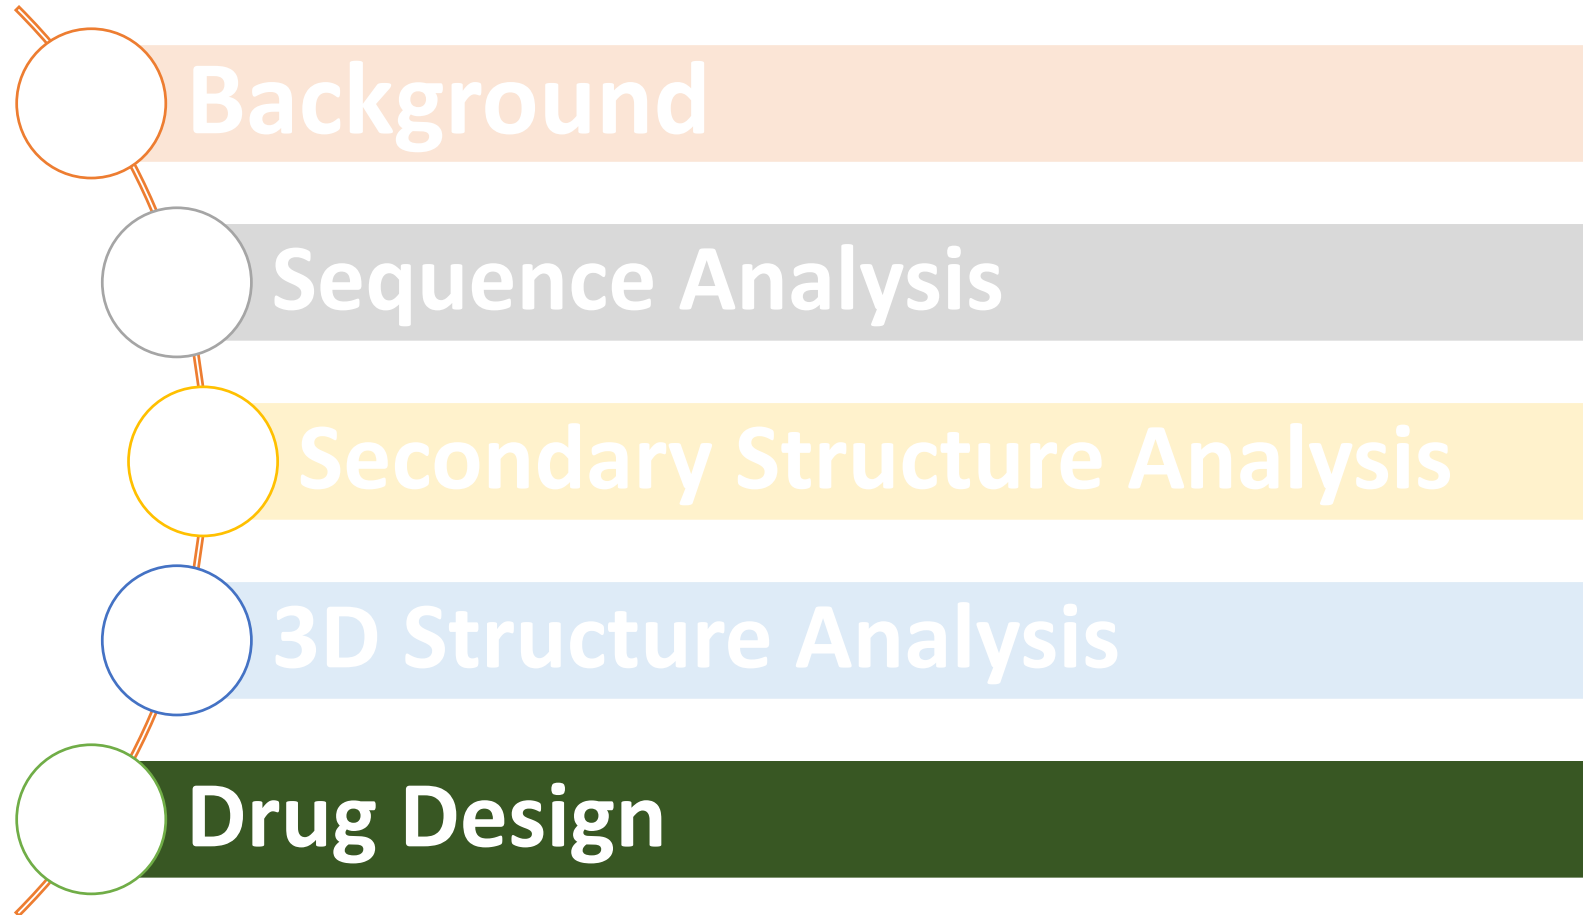 Background
Sequence Analysis
Secondary Structure Analysis
3D Structure Analysis
Drug Design